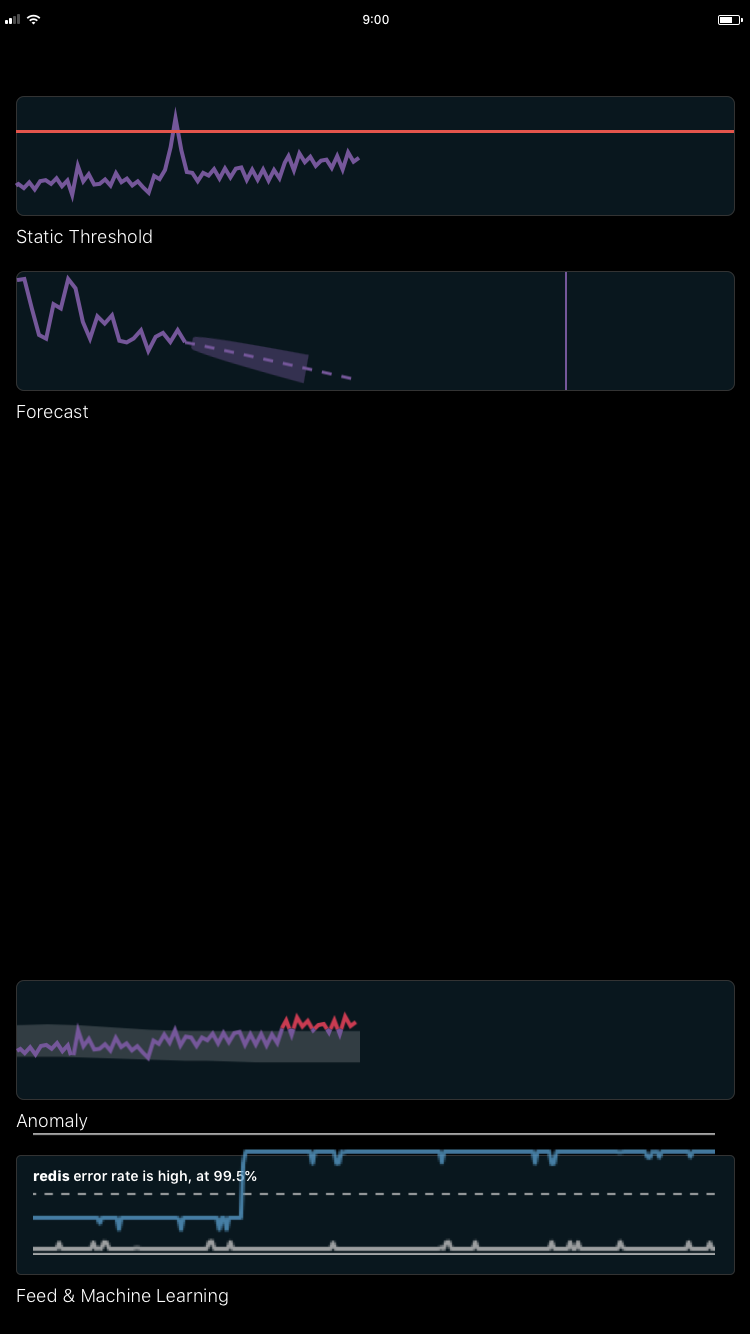 9:00
Static Threshold
Forecast
Anomaly
redis error rate is high, at 99.5%
Feed & Machine Learning